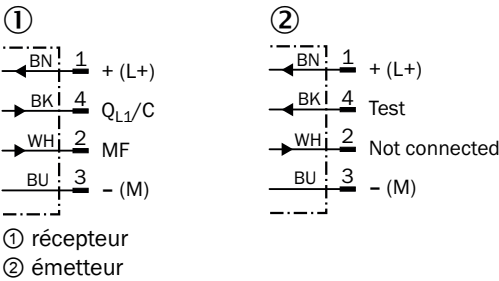 ①
BN 1 + (L+)
BK 4 QL1/C
WH 2 MF
BU 3 – (M)
②
BN 1 + (L+)
BK 4 Test
WH 2 Not connected
BU 3 – (M)
① récepteur
② émetteur